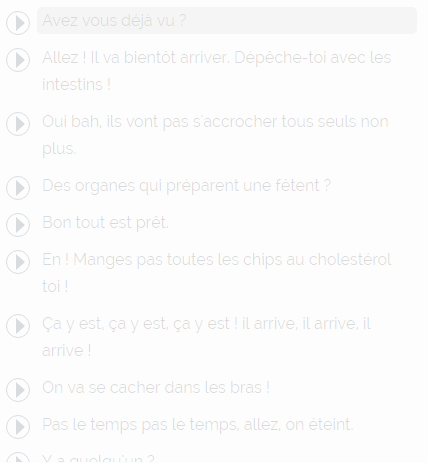 Avez vous déjà vu ?
Allez ! Il va bientôt arriver. Dépêche-toi avec les
intestins !
Oui bah, ils vont pas s'accrocher tous seuls non
plus.
Des organes qui préparent une fêtent ?
Bon tout est prêt.
En ! Manges pas toutes les chips au cholestérol
toi !
Ça y est, ça y est, ça y est ! il arrive, il arrive, il
arrive !
On va se cacher dans les bras !
Pas le temps pas le temps, allez, on éteint.
Y a quelqu'un ?